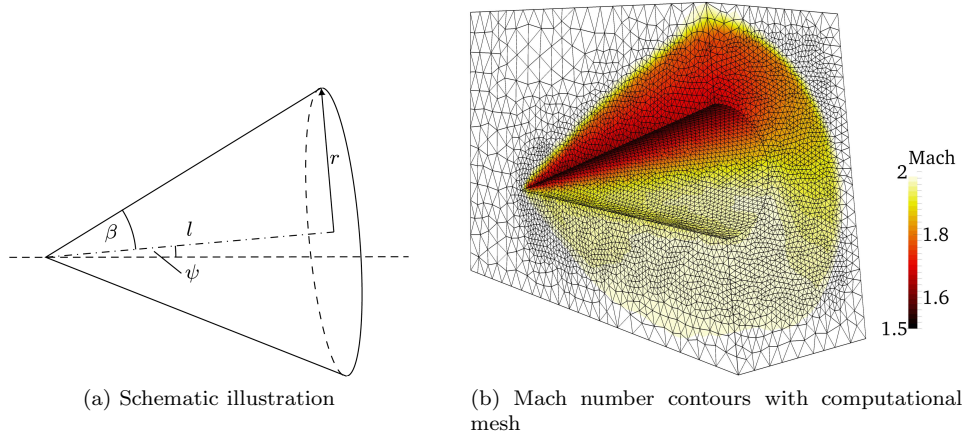 r
β
l
ψ
Mach
2
1.8
1.6
1.5
(a) Schematic illustration
(b) Mach number contours with computational
mesh